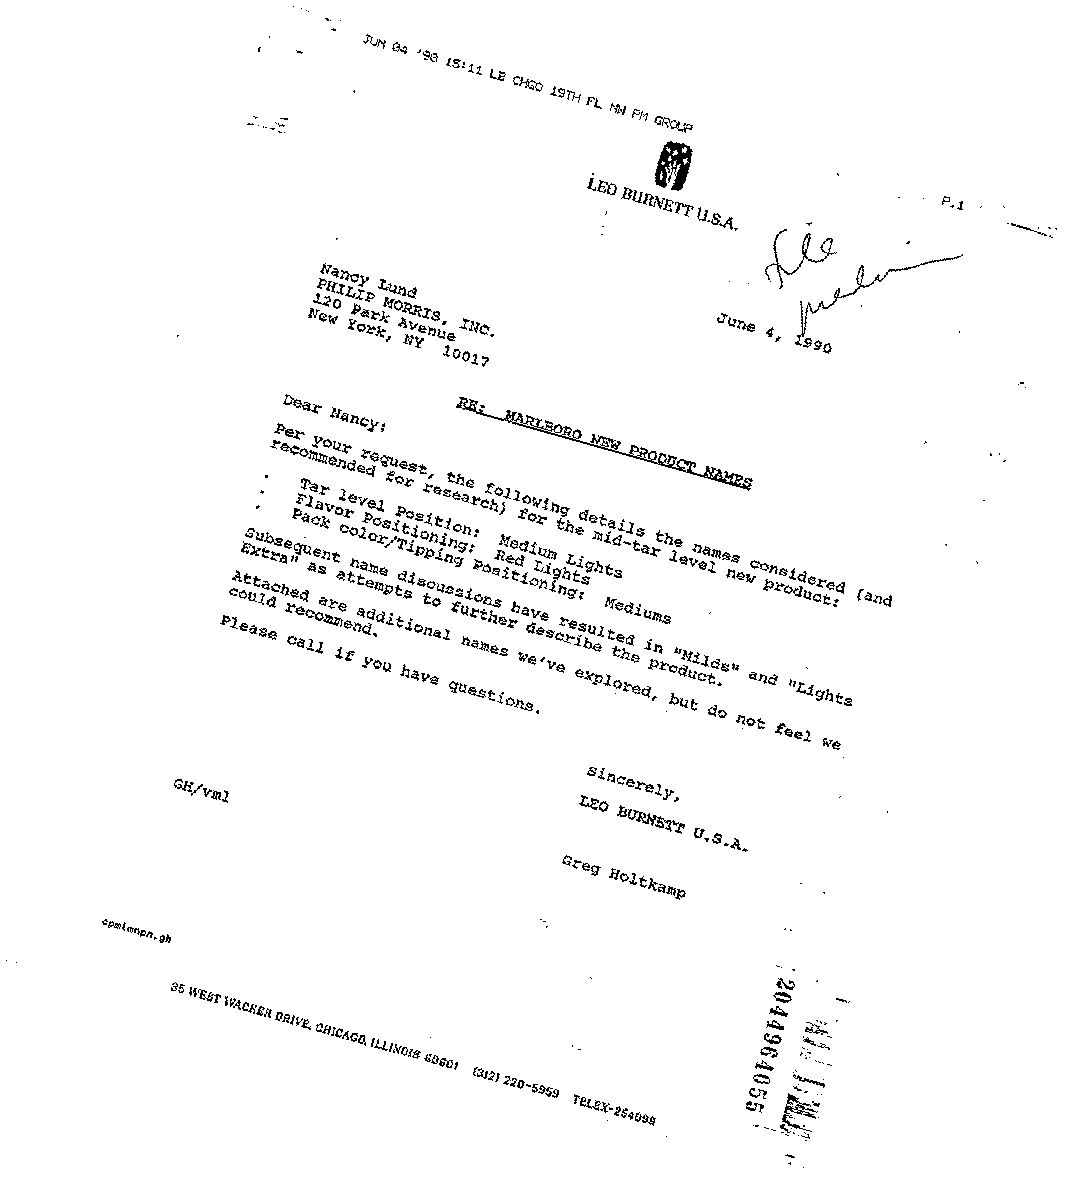 JUN 04 '90 15:11 LB CHGO 19TH FL MW PM GROUP
P.1
LEO BURNETT U.S.A.
File
Nancy Lund
PHILIP MORRIS, INC.
120 Park Avenue
New York, NY 10017
June 4, 1990
RE: MARLBORO NEW PRODUCT NAMES
Dear Nancy:
Per your request, the following details the names considered (and
recommended for research) for the mid-tar level new product:
. Tar level Position: Medium Lights
. Flavor Positioning: Red Lights
. Pack color/Tipping Positioning: Mediums
Subsequent name discussions have resulted in "Milds" and "Lights
Extra" as attempts to further describe the product.
Attached are additional names we've explored, but do not feel we
could recommend.
Please call if you have questions.
Sincerely,
LEO BURNETT U.S.A.
Greg Holtkamp
GH/vml
cpmlmnpn.gh
35 WEST WACKER DRIVE, CHICAGO, ILLINOIS 60601 (312) 220-5959 TELEX-254099
2044964055